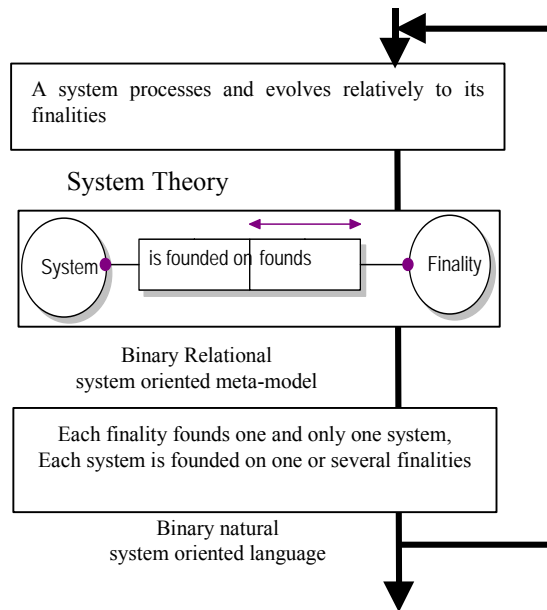 A system processes and evolves relatively to its
finalities
System Theory
System
is founded on
founds
Finality
Binary Relational
system oriented meta-model
Each finality founds one and only one system,
Each system is founded on one or several finalities
Binary natural
system oriented language